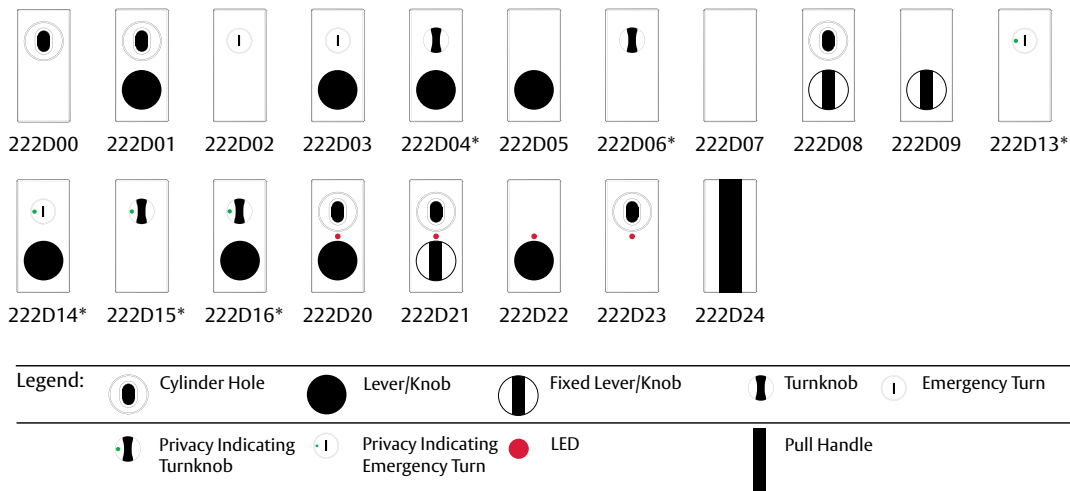 222D00 222D01 222D02 222D03 222D04* 222D05 222D06* 222D07 222D08 222D09 222D13*
222D14* 222D15* 222D16* 222D20 222D21 222D22 222D23 222D24
Legend: Cylinder Hole Lever/Knob Fixed Lever/Knob Turnknob Emergency Turn
Privacy Indicating Privacy Indicating LED Pull Handle
Turnknob Emergency Turn